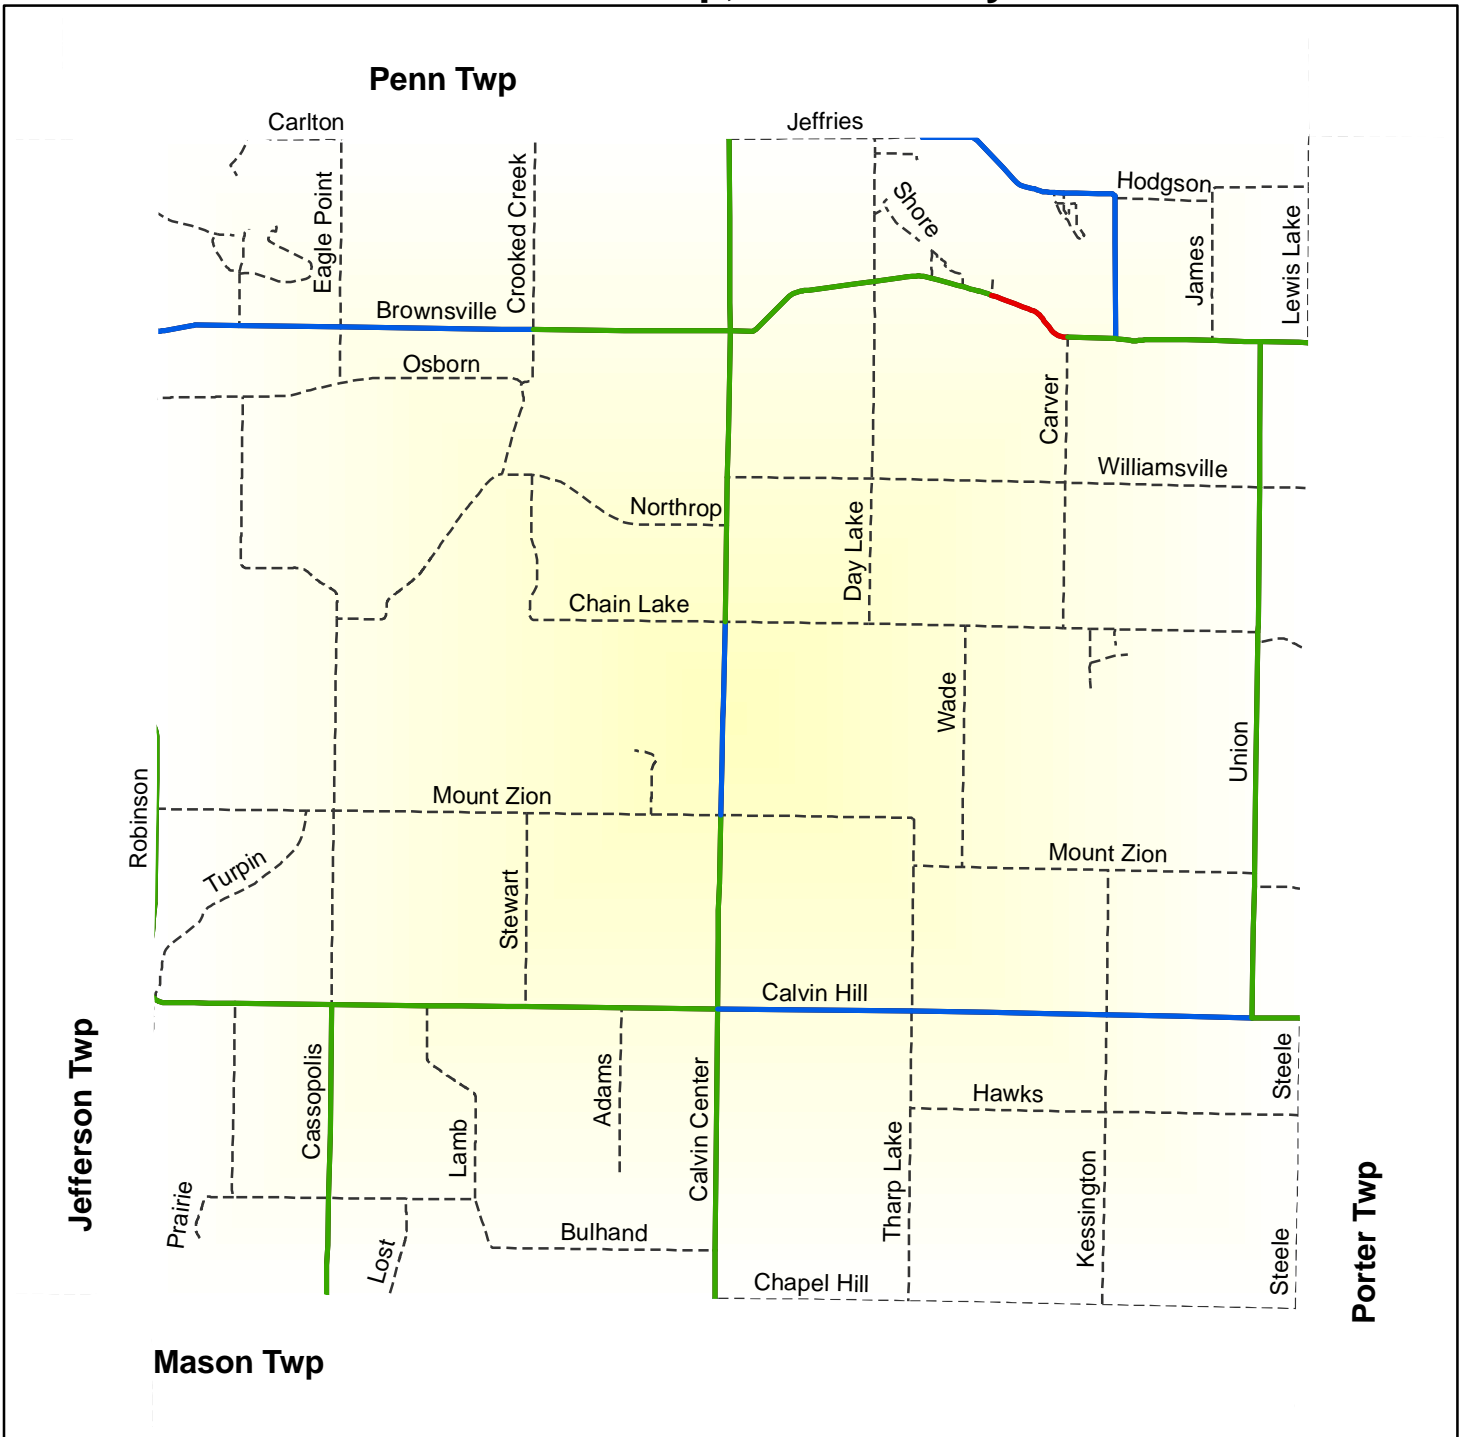 Penn Twp
Carlton
Jeffries
Eagle Point
Crooked Creek
Shore
Hodgson
James
Lewis Lake
Brownsville
Osborn
Carver
Williamsville
Northrop
Day Lake
Chain Lake
Wade
Union
Robinson
Mount Zion
Turpin
Stewart
Mount Zion
Calvin Hill
Jefferson Twp
Cassopolis
Lamb
Adams
Calvin Center
Hawks
Steele
Tharp Lake
Kessington
Prairie
Lost
Bulhand
Chapel Hill
Steele
Porter Twp
Mason Twp